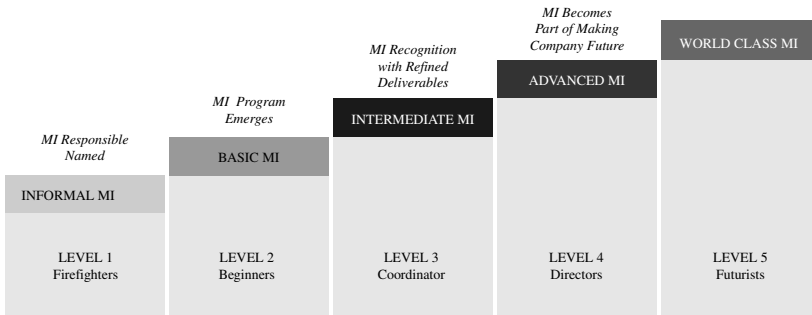 MI Responsible
Named
INFORMAL MI
LEVEL 1
Firefighters
MI Program
Emerges
BASIC MI
LEVEL 2
Beginners
MI Recognition
with Refined
Deliverables
INTERMEDIATE MI
LEVEL 3
Coordinator
MI Becomes
Part of Making
Company Future
ADVANCED MI
LEVEL 4
Directors
WORLD CLASS MI
LEVEL 5
Futurists